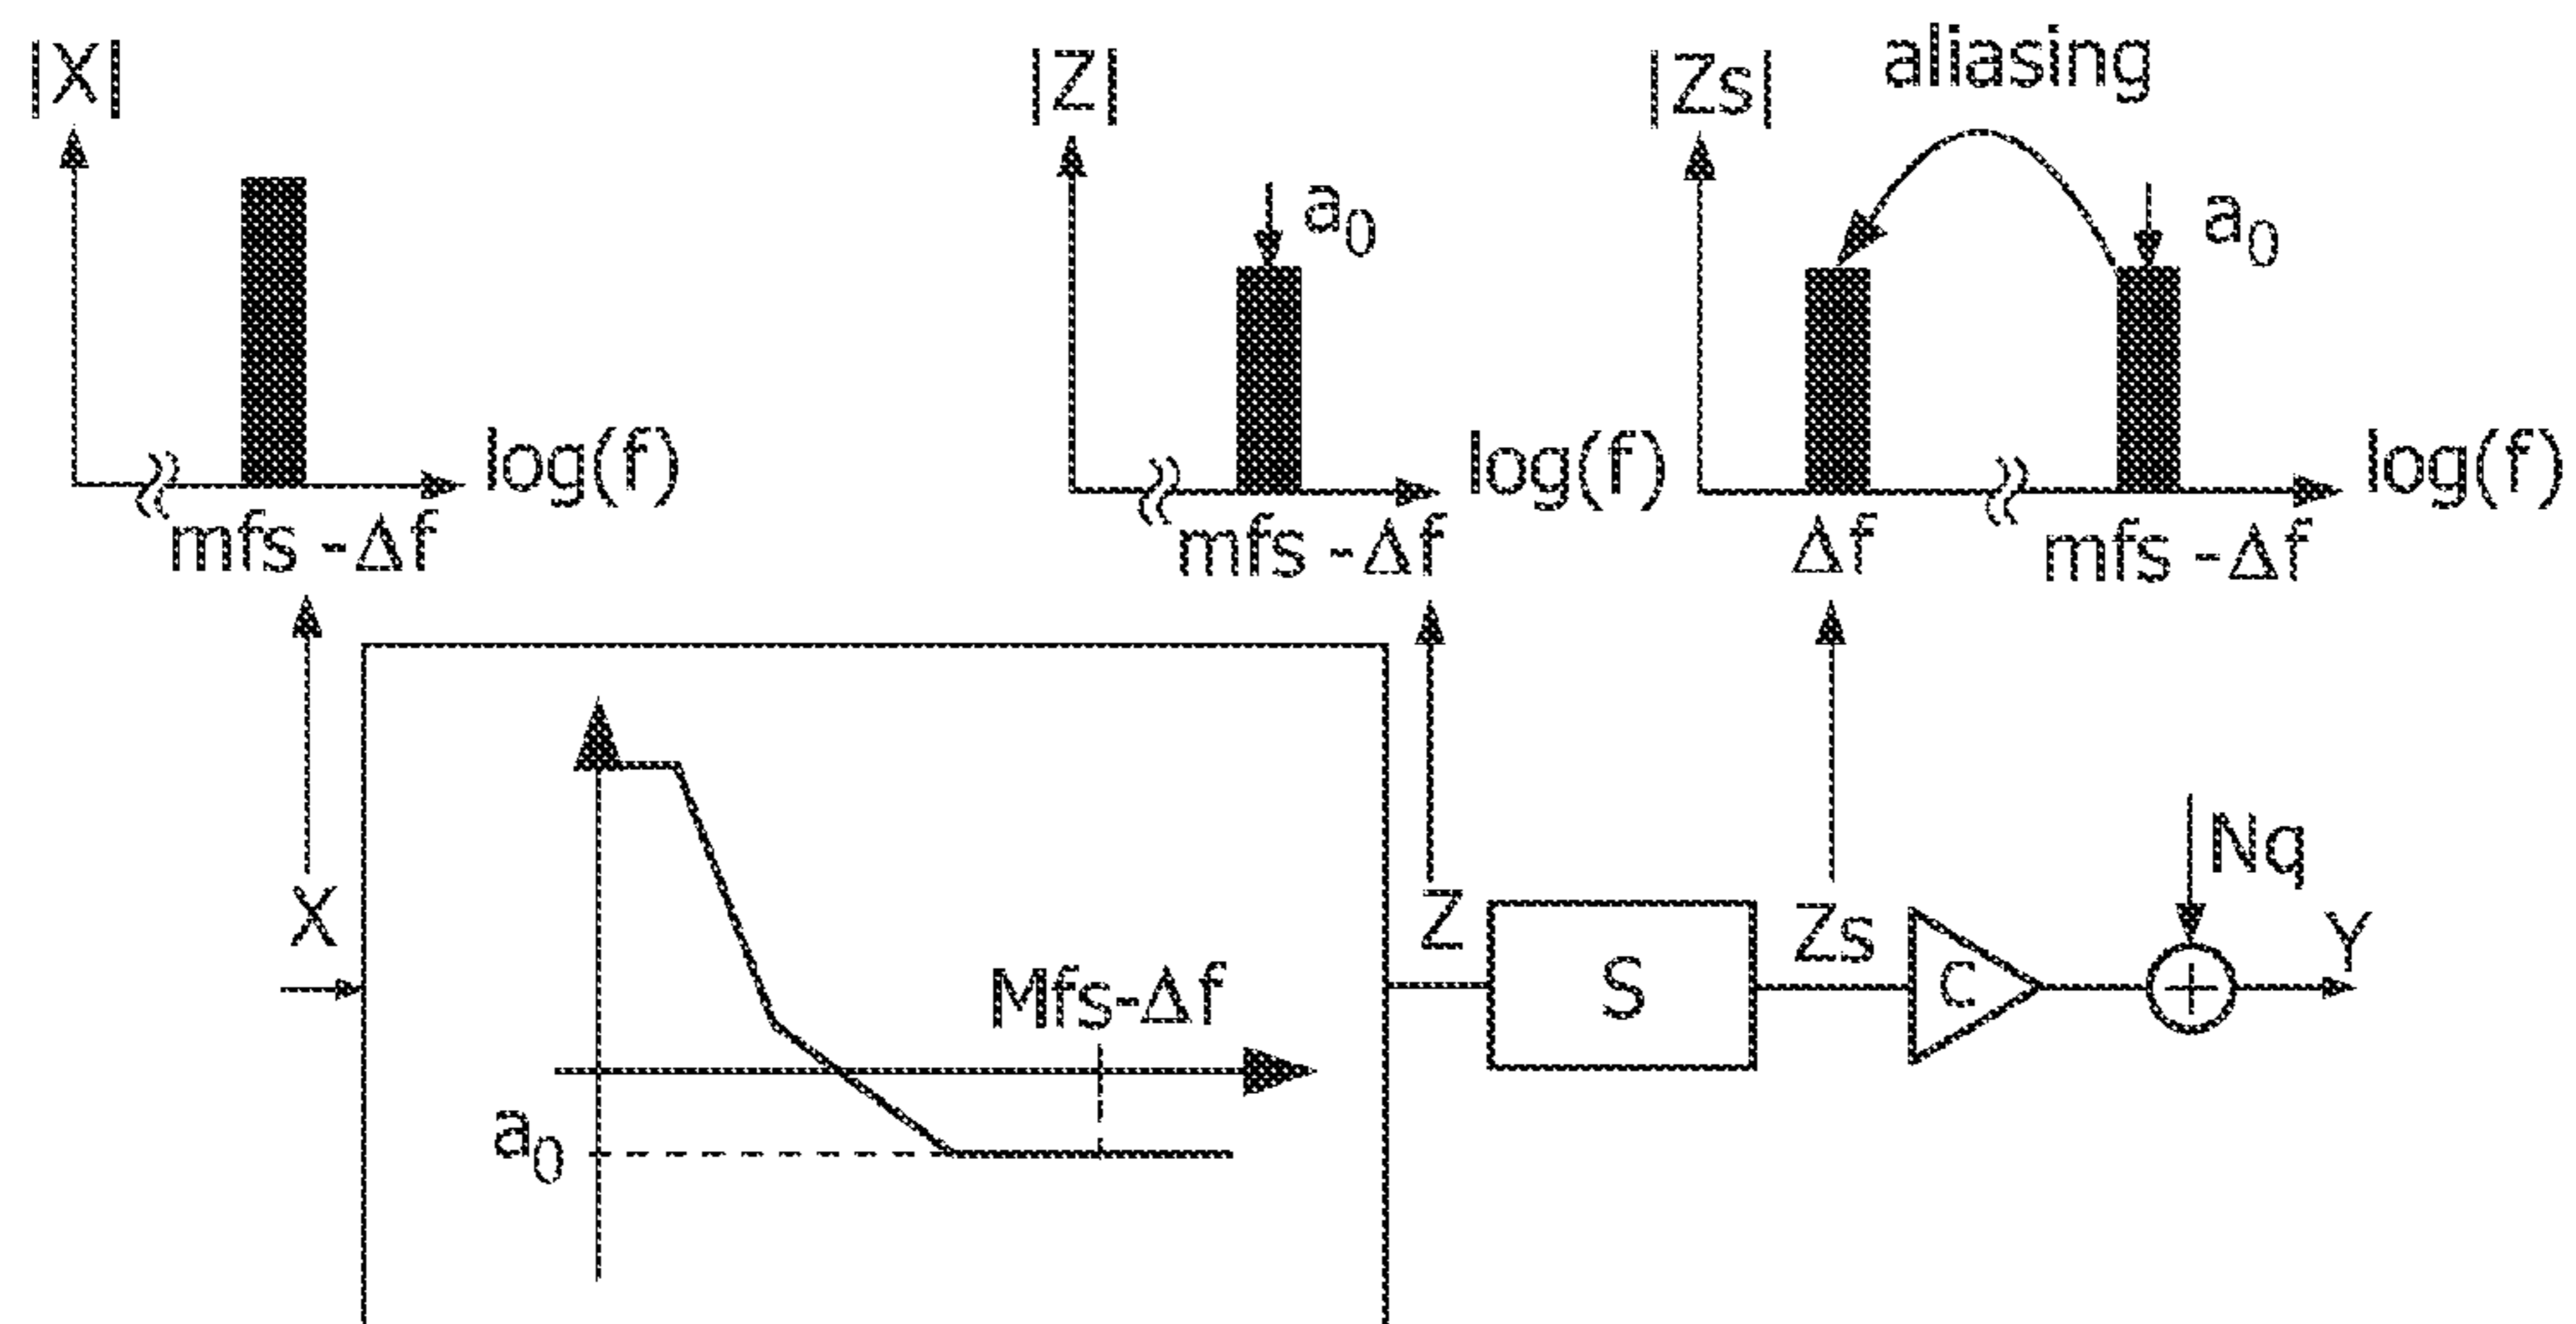 |X|
|Z|
|Zs|
aliasing
a₀
a₀
log(f)
log(f)
log(f)
mfs -Δf
mfs -Δf
Δf
mfs -Δf
Nq
X
Z
Zs
Y
S
C
Mfs-Δf
a₀